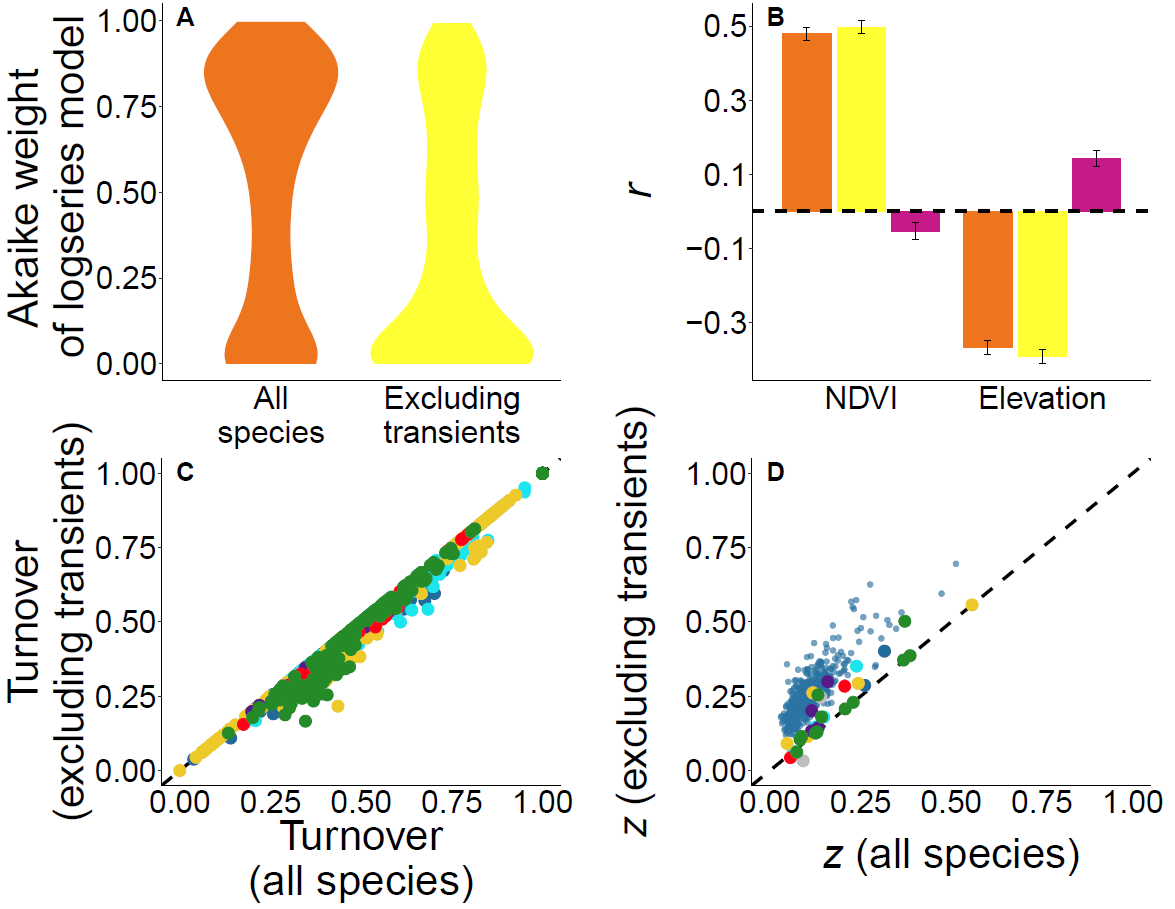 A
1.00
0.75
0.50
0.25
0.00
Akaike weight
of logseries model
All
species
Excluding
transients
B
0.5
0.3
0.1
−0.1
−0.3
r
NDVI
Elevation
C
1.00
0.75
0.50
0.25
0.00
Turnover
(excluding transients)
0.00
0.25
0.50
0.75
1.00
Turnover
(all species)
D
1.00
0.75
0.50
0.25
0.00
z (excluding transients)
0.00
0.25
0.50
0.75
1.00
z (all species)